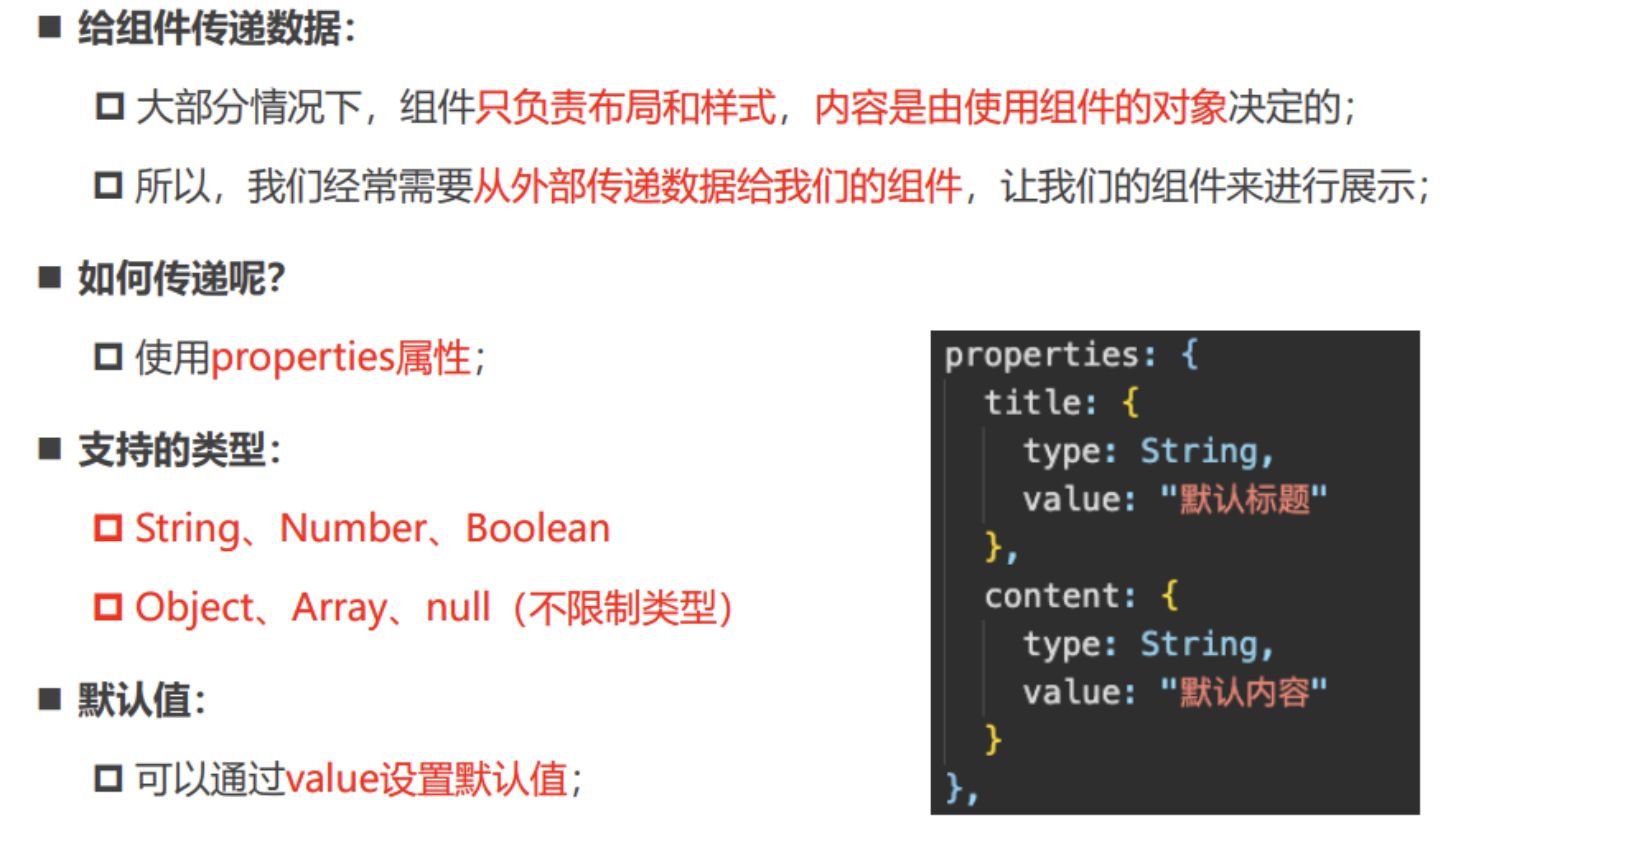 给组件传递数据：
大部分情况下，组件只负责布局和样式，内容是由使用组件的对象决定的；
所以，我们经常需要从外部传递数据给我们的组件，让我们的组件来进行展示；
如何传递呢？
使用properties属性；
支持的类型：
String、Number、Boolean
Object、Array、null（不限制类型）
默认值：
可以通过value设置默认值；
properties: {
  title: {
    type: String,
    value: "默认标题"
  },
  content: {
    type: String,
    value: "默认内容"
  }
},